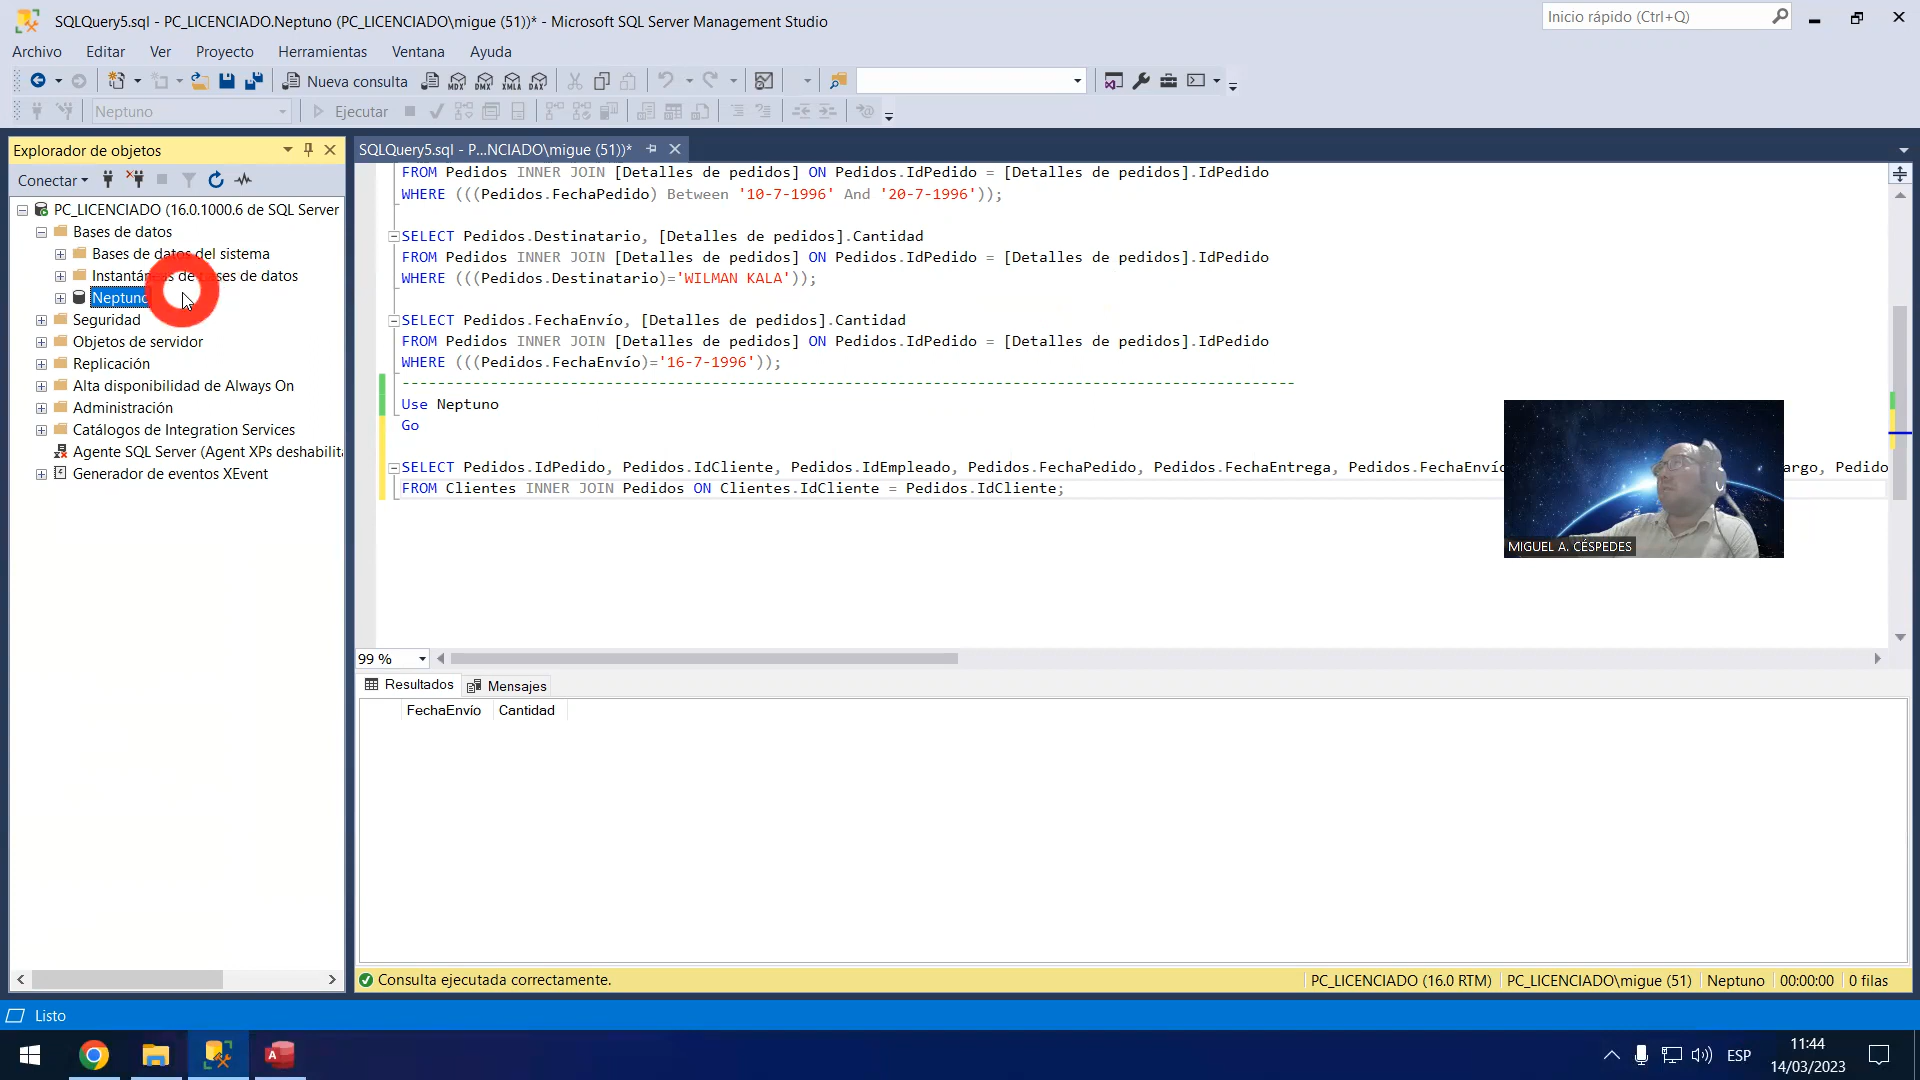 SQLQuery5.sql - PC_LICENCIADO.Neptuno (PC_LICENCIADO\migue (51))* - Microsoft SQL Server Management Studio
Inicio rápido (Ctrl+Q)
Archivo Editar Ver Proyecto Herramientas Ventana Ayuda
Nueva consulta
MDX DMX XMLA DAX
Neptuno
Ejecutar
Explorador de objetos
Conectar
PC_LICENCIADO (16.0.1000.6 de SQL Server
Bases de datos
Bases de datos del sistema
Instantáneas de bases de datos
Neptuno
Seguridad
Objetos de servidor
Replicación
Alta disponibilidad de Always On
Administración
Catálogos de Integration Services
Agente SQL Server (Agent XPs deshabilita
Generador de eventos XEvent
SQLQuery5.sql - P...NCIADO\migue (51))*
FROM Pedidos INNER JOIN [Detalles de pedidos] ON Pedidos.IdPedido = [Detalles de pedidos].IdPedido
WHERE (((Pedidos.FechaPedido) Between '10-7-1996' And '20-7-1996'));
SELECT Pedidos.Destinatario, [Detalles de pedidos].Cantidad
FROM Pedidos INNER JOIN [Detalles de pedidos] ON Pedidos.IdPedido = [Detalles de pedidos].IdPedido
WHERE (((Pedidos.Destinatario)='WILMAN KALA'));
SELECT Pedidos.FechaEnvío, [Detalles de pedidos].Cantidad
FROM Pedidos INNER JOIN [Detalles de pedidos] ON Pedidos.IdPedido = [Detalles de pedidos].IdPedido
WHERE (((Pedidos.FechaEnvío)='16-7-1996'));
Use Neptuno
Go
SELECT Pedidos.IdPedido, Pedidos.IdCliente, Pedidos.IdEmpleado, Pedidos.FechaPedido, Pedidos.FechaEntrega, Pedidos.FechaEnvío argo, Pedido
FROM Clientes INNER JOIN Pedidos ON Clientes.IdCliente = Pedidos.IdCliente;
MIGUEL A. CÉSPEDES
99 %
Resultados Mensajes
FechaEnvío Cantidad
Consulta ejecutada correctamente.
PC_LICENCIADO (16.0 RTM) PC_LICENCIADO\migue (51) Neptuno 00:00:00 0 filas
Listo
ESP
11:44
14/03/2023